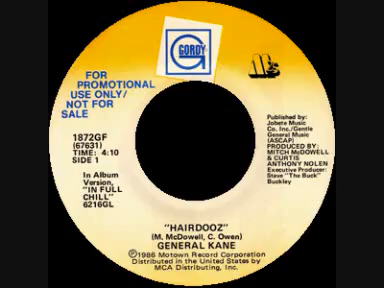 GORDY
G
FOR
PROMOTIONAL
USE ONLY/
NOT FOR
SALE
1872GF
(67631)
TIME: 4:10
SIDE 1
In Album
Version,
"IN FULL
CHILL"
6216GL
Published by:
Jobete Music
Co. Inc./Gentle
General Music
(ASCAP)
PRODUCED BY:
MITCH McDOWELL
& CURTIS
ANTHONY NOLEN
Executive Producer:
Steve "The Buck"
Buckley
"HAIRDOOZ"
(M. McDowell, C. Owen)
GENERAL KANE
©1986 Motown Record Corporation
Distributed in the United States by
MCA Distributing, Inc.